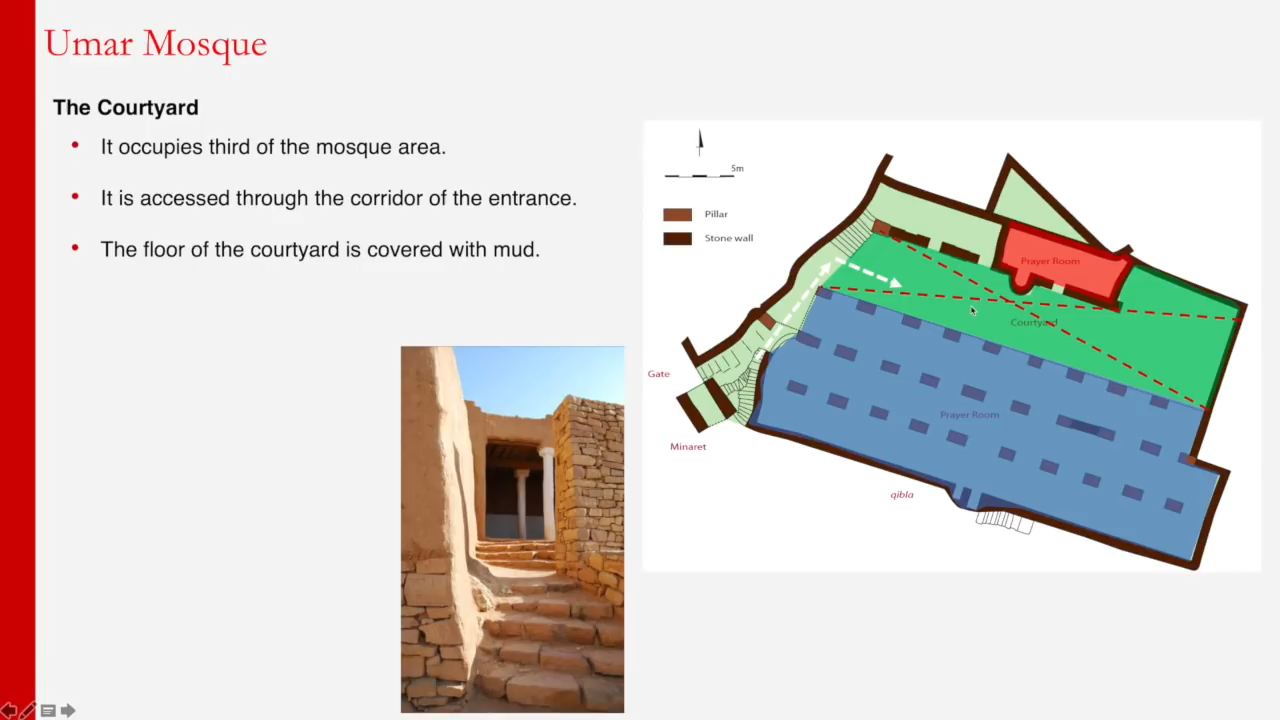 Umar Mosque
The Courtyard
• It occupies third of the mosque area.
• It is accessed through the corridor of the entrance.
• The floor of the courtyard is covered with mud.
5m
Pillar
Stone wall
Prayer Room
Courtyard
Gate
Prayer Room
Minaret
qibla